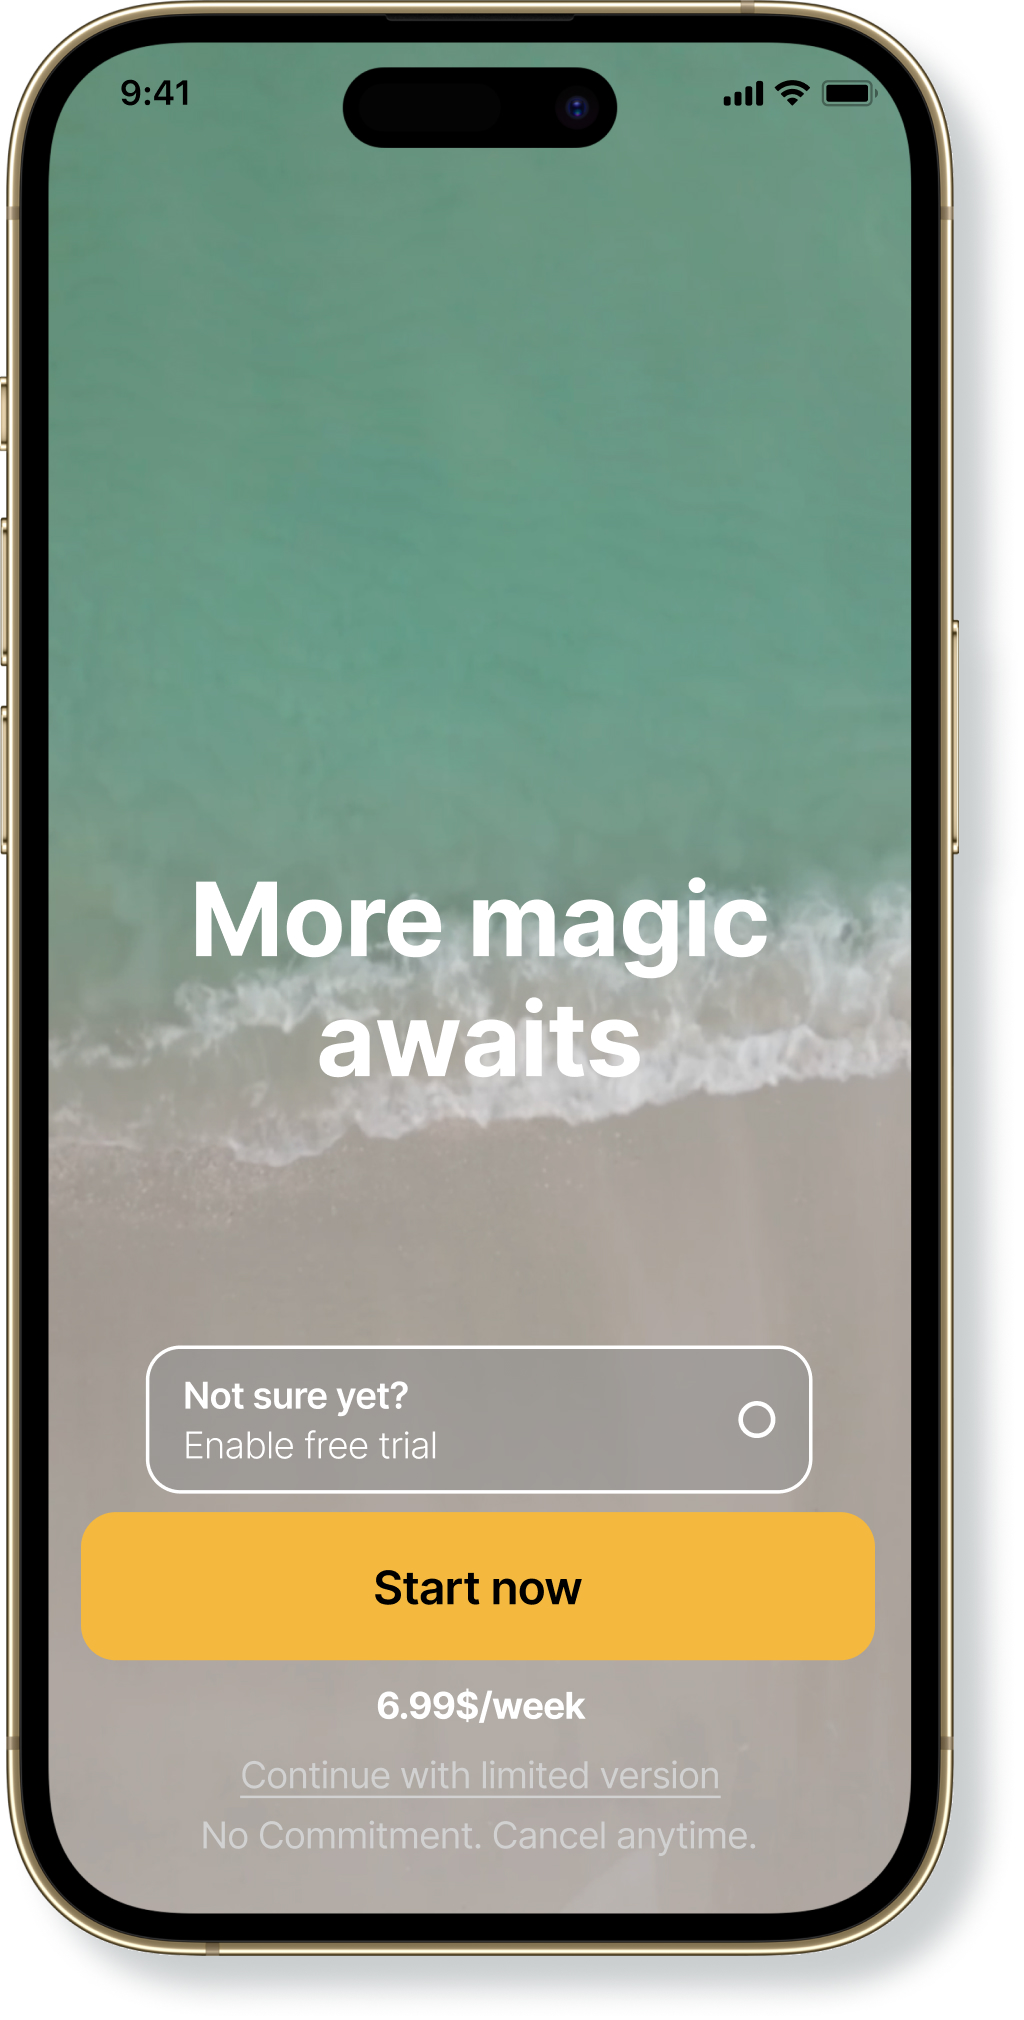 9:41
More magic
awaits
Not sure yet?
Enable free trial
Start now
6.99$/week
Continue with limited version
No Commitment. Cancel anytime.